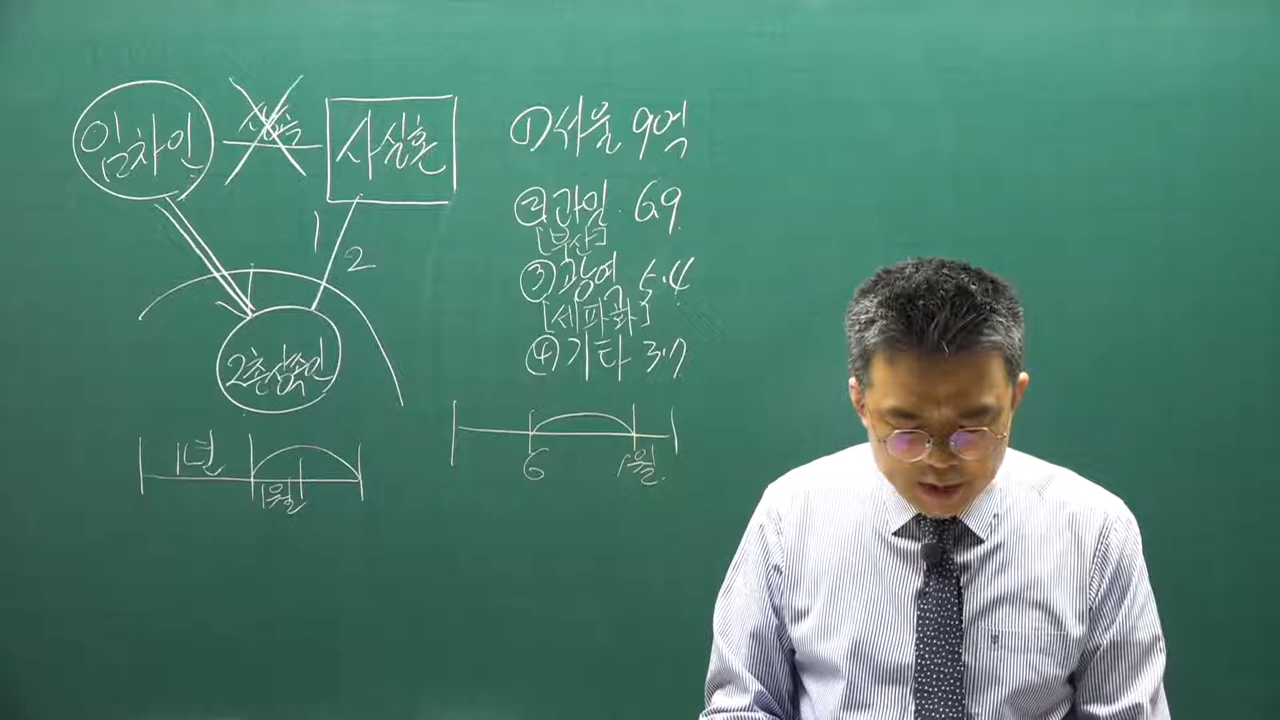 임차인
상속
사실혼
1
2
2촌상속인
1년
1월
① 서울 9억
② 과밀. 6.9
[부산]
③ 광역 5.4
[세파화]
④ 기타 3.7
6
1월.